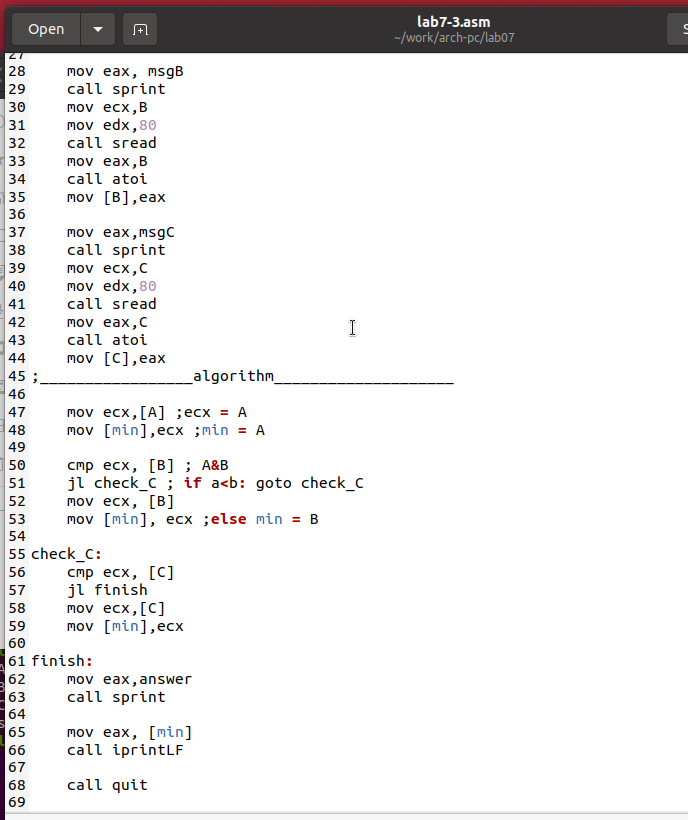 Open
lab7-3.asm
~/work/arch-pc/lab07
27
28 mov eax, msgB
29 call sprint
30 mov ecx,B
31 mov edx,80
32 call sread
33 mov eax,B
34 call atoi
35 mov [B],eax
36
37 mov eax,msgC
38 call sprint
39 mov ecx,C
40 mov edx,80
41 call sread
42 mov eax,C
43 call atoi
44 mov [C],eax
45 ;_________________algorithm____________________
46
47 mov ecx,[A] ;ecx = A
48 mov [min],ecx ;min = A
49
50 cmp ecx, [B] ; A&B
51 jl check_C ; if a<b: goto check_C
52 mov ecx, [B]
53 mov [min], ecx ;else min = B
54
55 check_C:
56 cmp ecx, [C]
57 jl finish
58 mov ecx,[C]
59 mov [min],ecx
60
61 finish:
62 mov eax,answer
63 call sprint
64
65 mov eax, [min]
66 call iprintLF
67
68 call quit
69